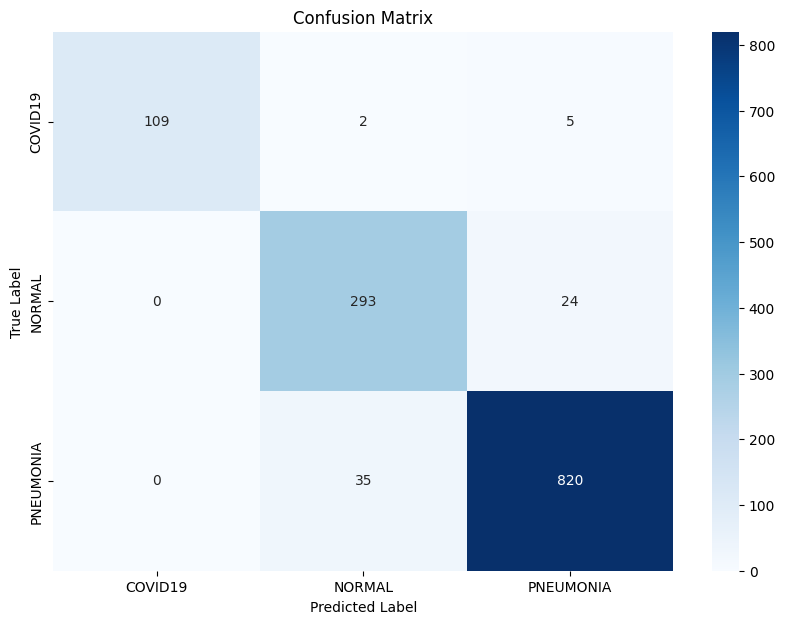 Confusion Matrix
COVID19
109
2
5
NORMAL
0
293
24
PNEUMONIA
0
35
820
True Label
COVID19
NORMAL
PNEUMONIA
Predicted Label
800
700
600
500
400
300
200
100
0